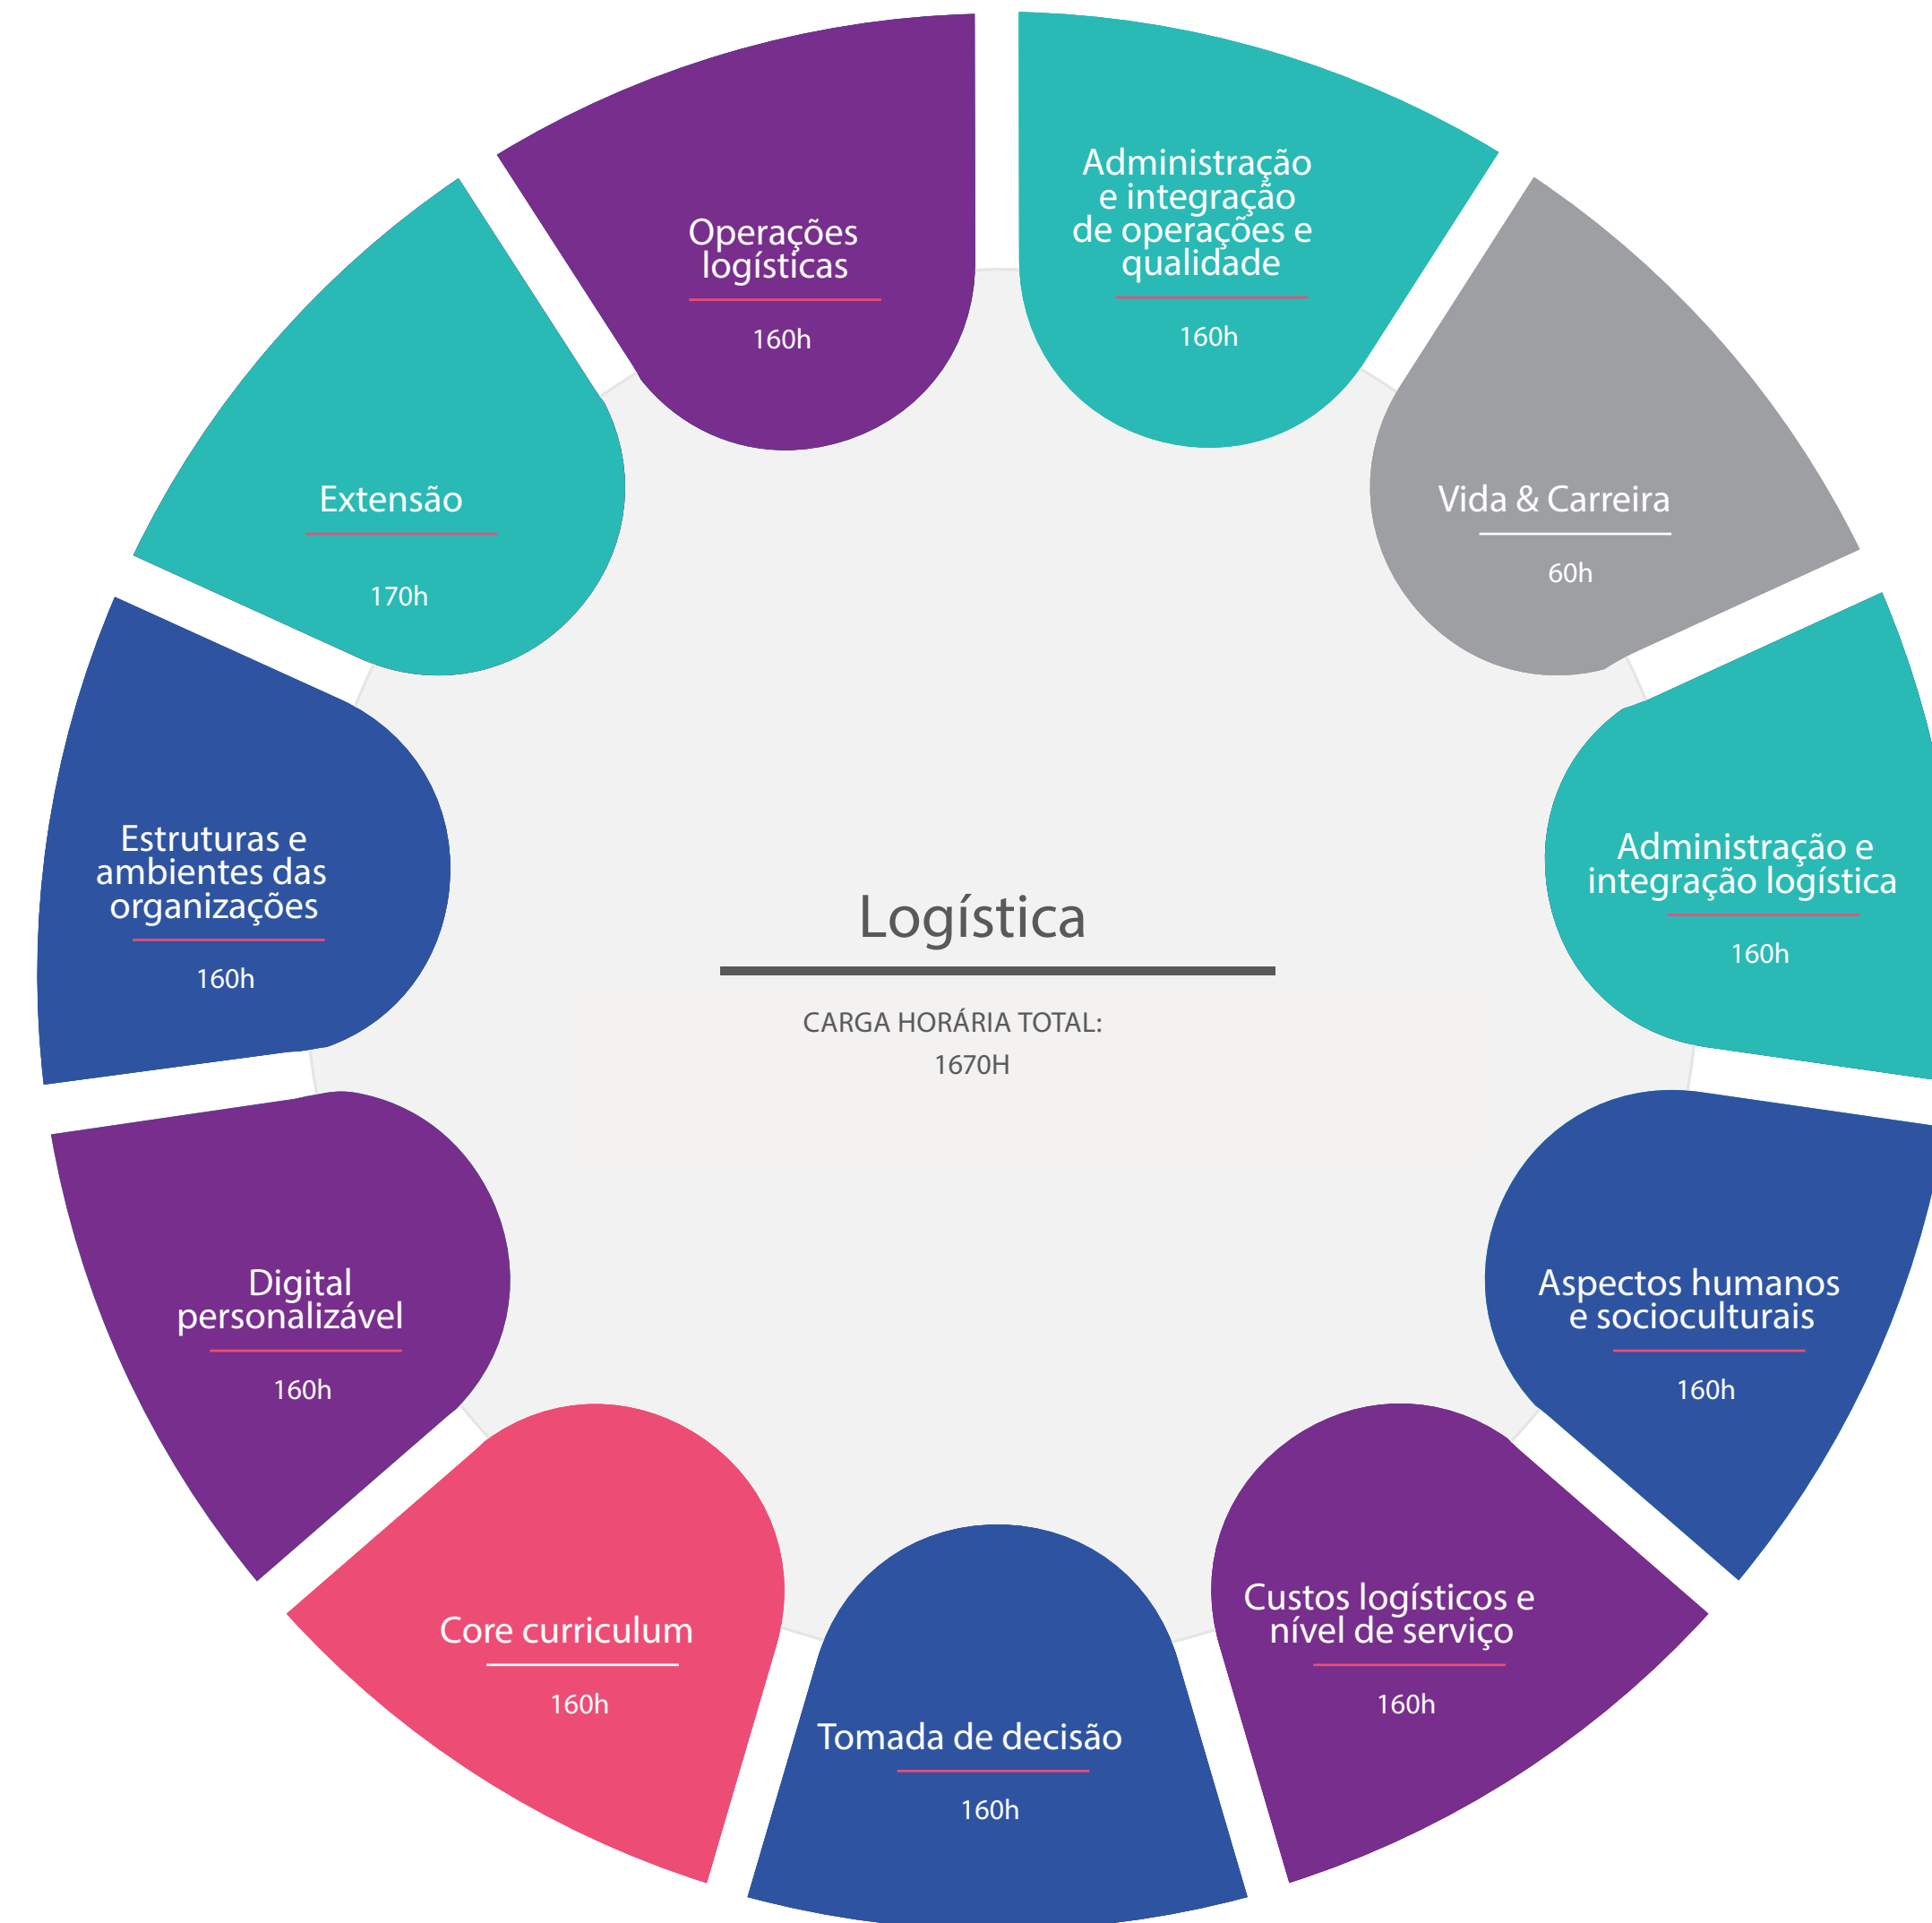 Administração
e integração
de operações e
qualidade
160h
Vida & Carreira
60h
Administração e
integração logística
160h
Aspectos humanos
e socioculturais
160h
Custos logísticos e
nível de serviço
160h
Tomada de decisão
160h
Core curriculum
160h
Digital
personalizável
160h
Estruturas e
ambientes das
organizações
160h
Extensão
170h
Operações
logísticas
160h
Logística
CARGA HORÁRIA TOTAL:
1670H